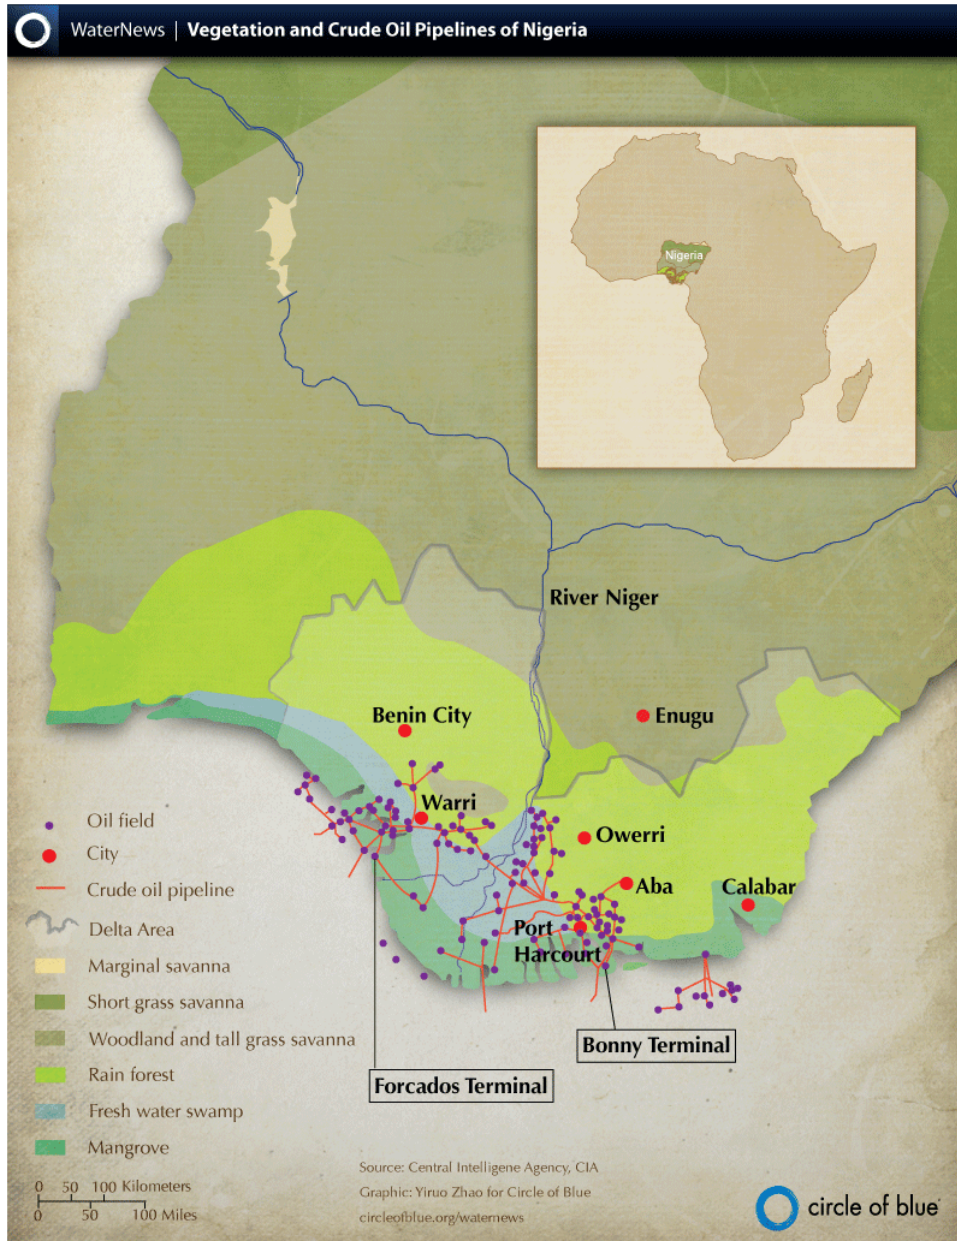 WaterNews | Vegetation and Crude Oil Pipelines of Nigeria
Nigeria
River Niger
Benin City
Enugu
Warri
Owerri
Aba
Calabar
Port
Harcourt
Bonny Terminal
Forcados Terminal
Oil field
City
Crude oil pipeline
Delta Area
Marginal savanna
Short grass savanna
Woodland and tall grass savanna
Rain forest
Fresh water swamp
Mangrove
0 50 100 Kilometers
0 50 100 Miles
Source: Central Intelligene Agency, CIA
Graphic: Yiruo Zhao for Circle of Blue
circleofblue.org/waternews
circle of blue